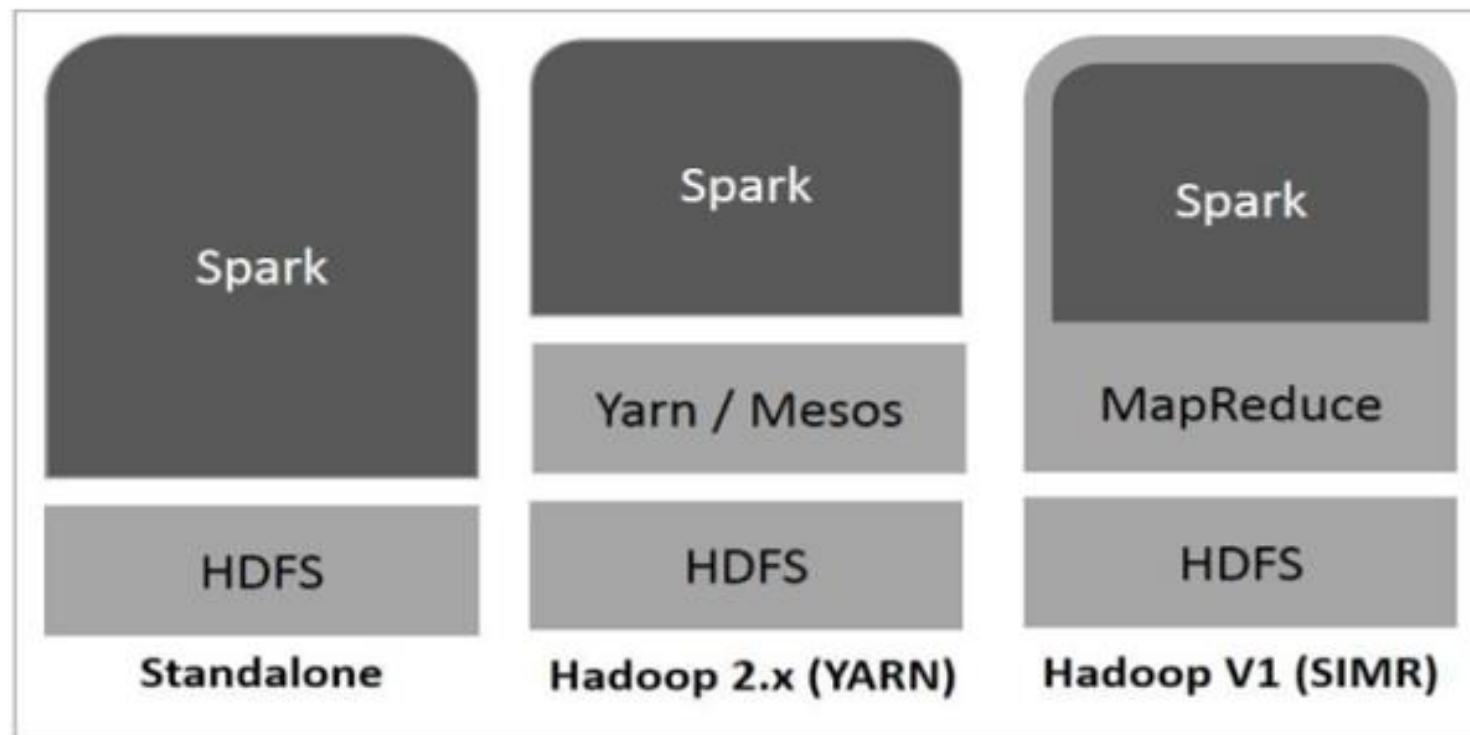 Spark
HDFS
Standalone
Spark
Yarn / Mesos
HDFS
Hadoop 2.x (YARN)
Spark
MapReduce
HDFS
Hadoop V1 (SIMR)